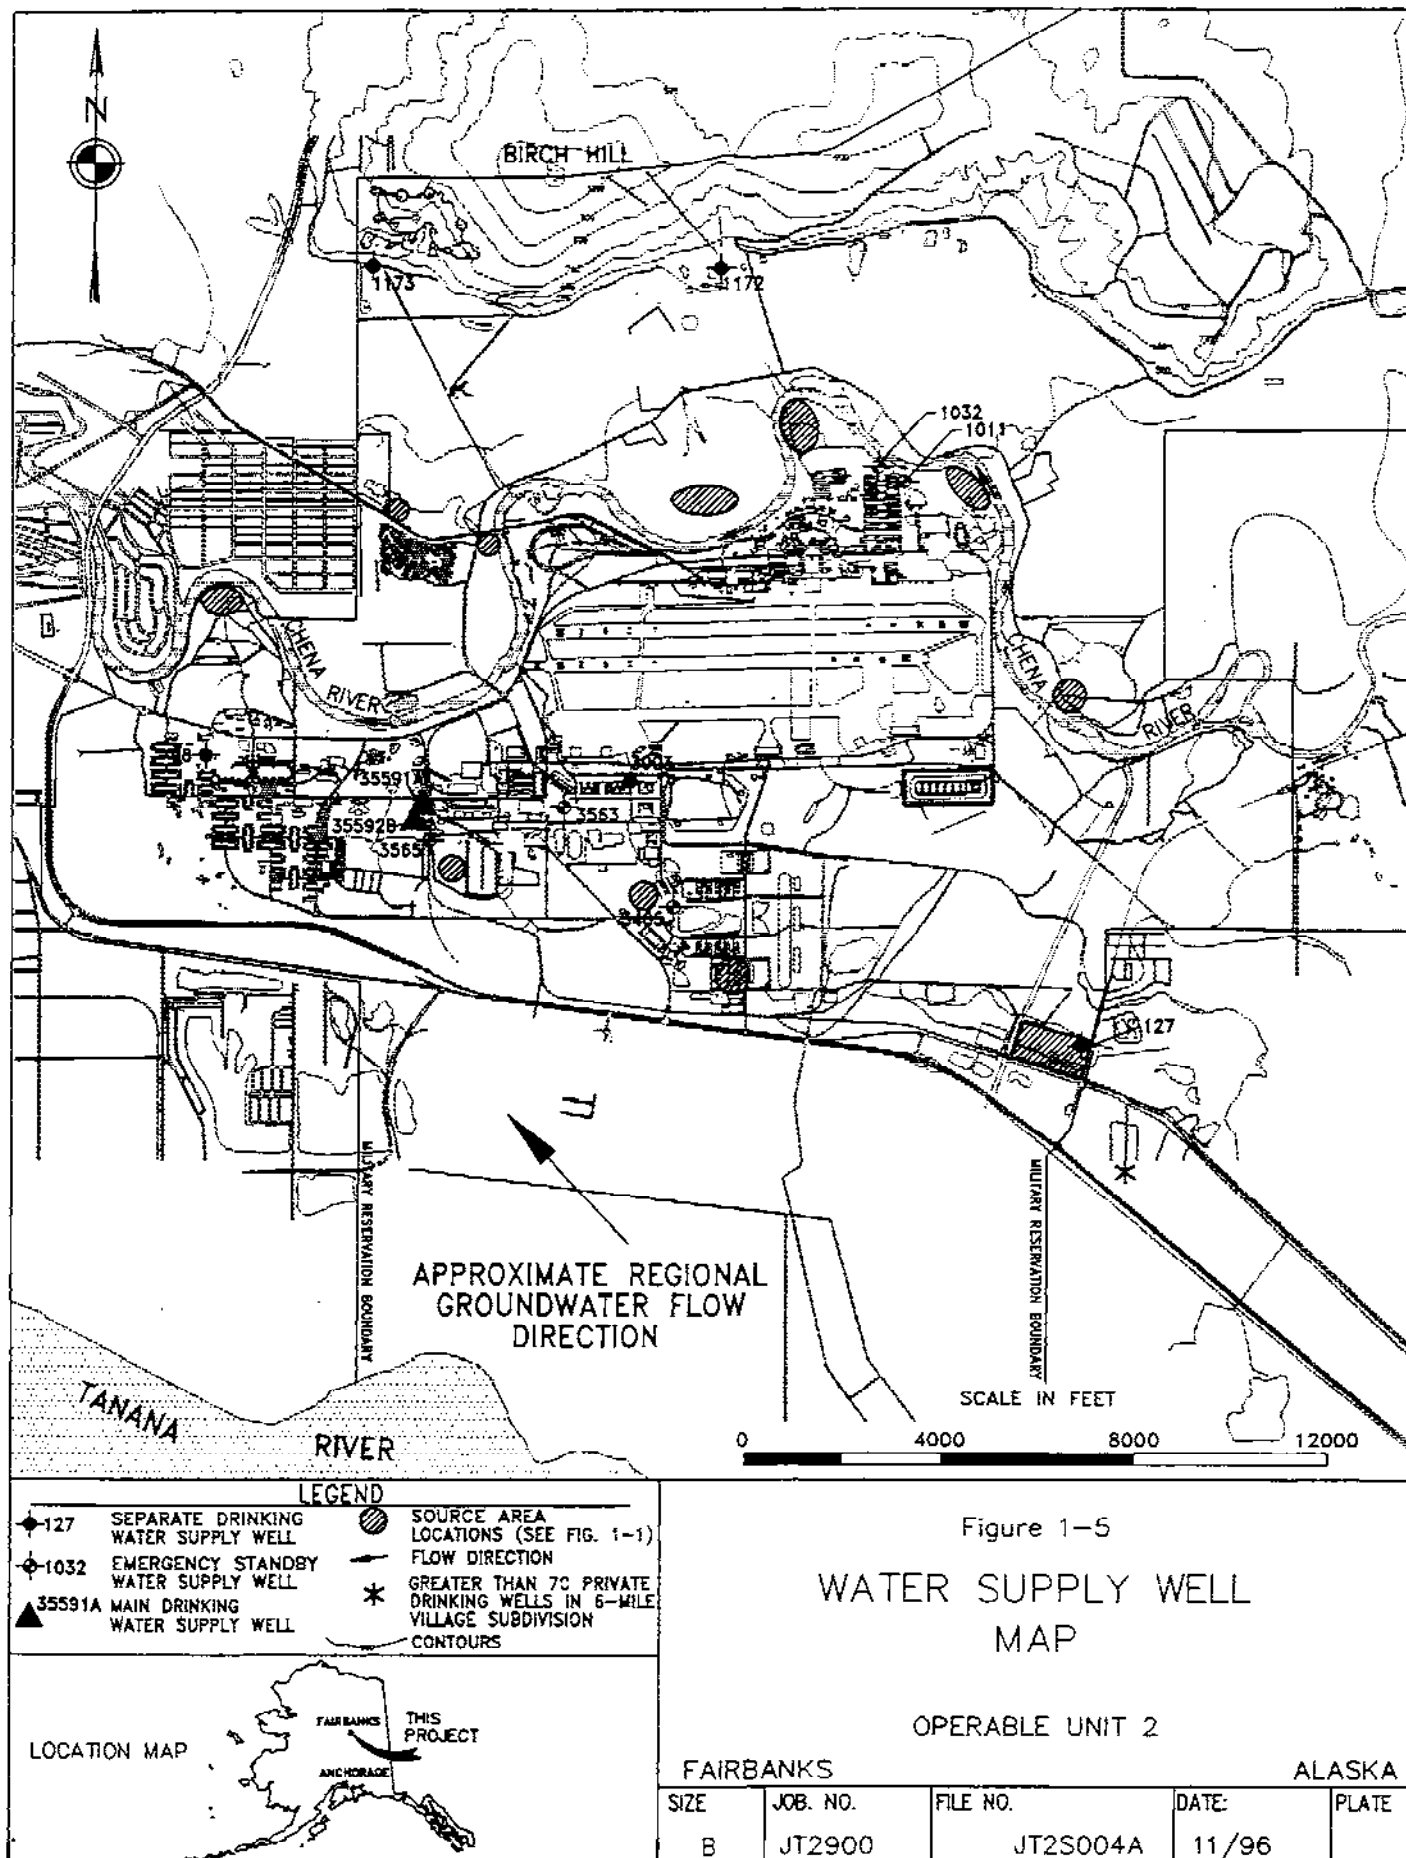 N
BIRCH HILL
1173
1172
1032
1011
CHENA
RIVER
CHENA
RIVER
35591A
35592B
3565
3563
3003
127
APPROXIMATE REGIONAL
GROUNDWATER FLOW
DIRECTION
MILITARY RESERVATION BOUNDARY
MILITARY RESERVATION BOUNDARY
TANANA
RIVER
SCALE IN FEET
0 4000 8000 12000
LEGEND
127 SEPARATE DRINKING
WATER SUPPLY WELL
1032 EMERGENCY STANDBY
WATER SUPPLY WELL
35591A MAIN DRINKING
WATER SUPPLY WELL
SOURCE AREA
LOCATIONS (SEE FIG. 1-1)
FLOW DIRECTION
GREATER THAN 70 PRIVATE
DRINKING WELLS IN 6-MILE
VILLAGE SUBDIVISION
CONTOURS
LOCATION MAP
FAIRBANKS
THIS
PROJECT
ANCHORAGE
Figure 1-5
WATER SUPPLY WELL
MAP
OPERABLE UNIT 2
FAIRBANKS ALASKA
SIZE JOB. NO. FILE NO. DATE: PLATE
B JT2900 JT2S004A 11/96